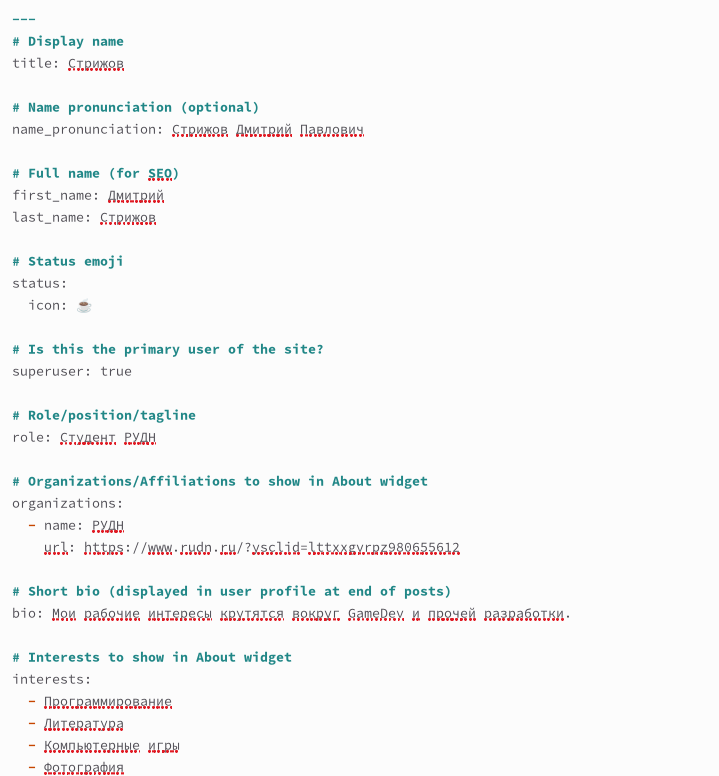 ---
# Display name
title: Стрижов
# Name pronunciation (optional)
name_pronunciation: Стрижов Дмитрий Павлович
# Full name (for SEO)
first_name: Дмитрий
last_name: Стрижов
# Status emoji
status:
icon: ☕
# Is this the primary user of the site?
superuser: true
# Role/position/tagline
role: Студент РУДН
# Organizations/Affiliations to show in About widget
organizations:
- name: РУДН
url: https://www.rudn.ru/?ysclid=lttxxgvrpz980655612
# Short bio (displayed in user profile at end of posts)
bio: Мои рабочие интересы крутятся вокруг GameDev и прочей разработки.
# Interests to show in About widget
interests:
- Программирование
- Литература
- Компьютерные игры
- Фотография